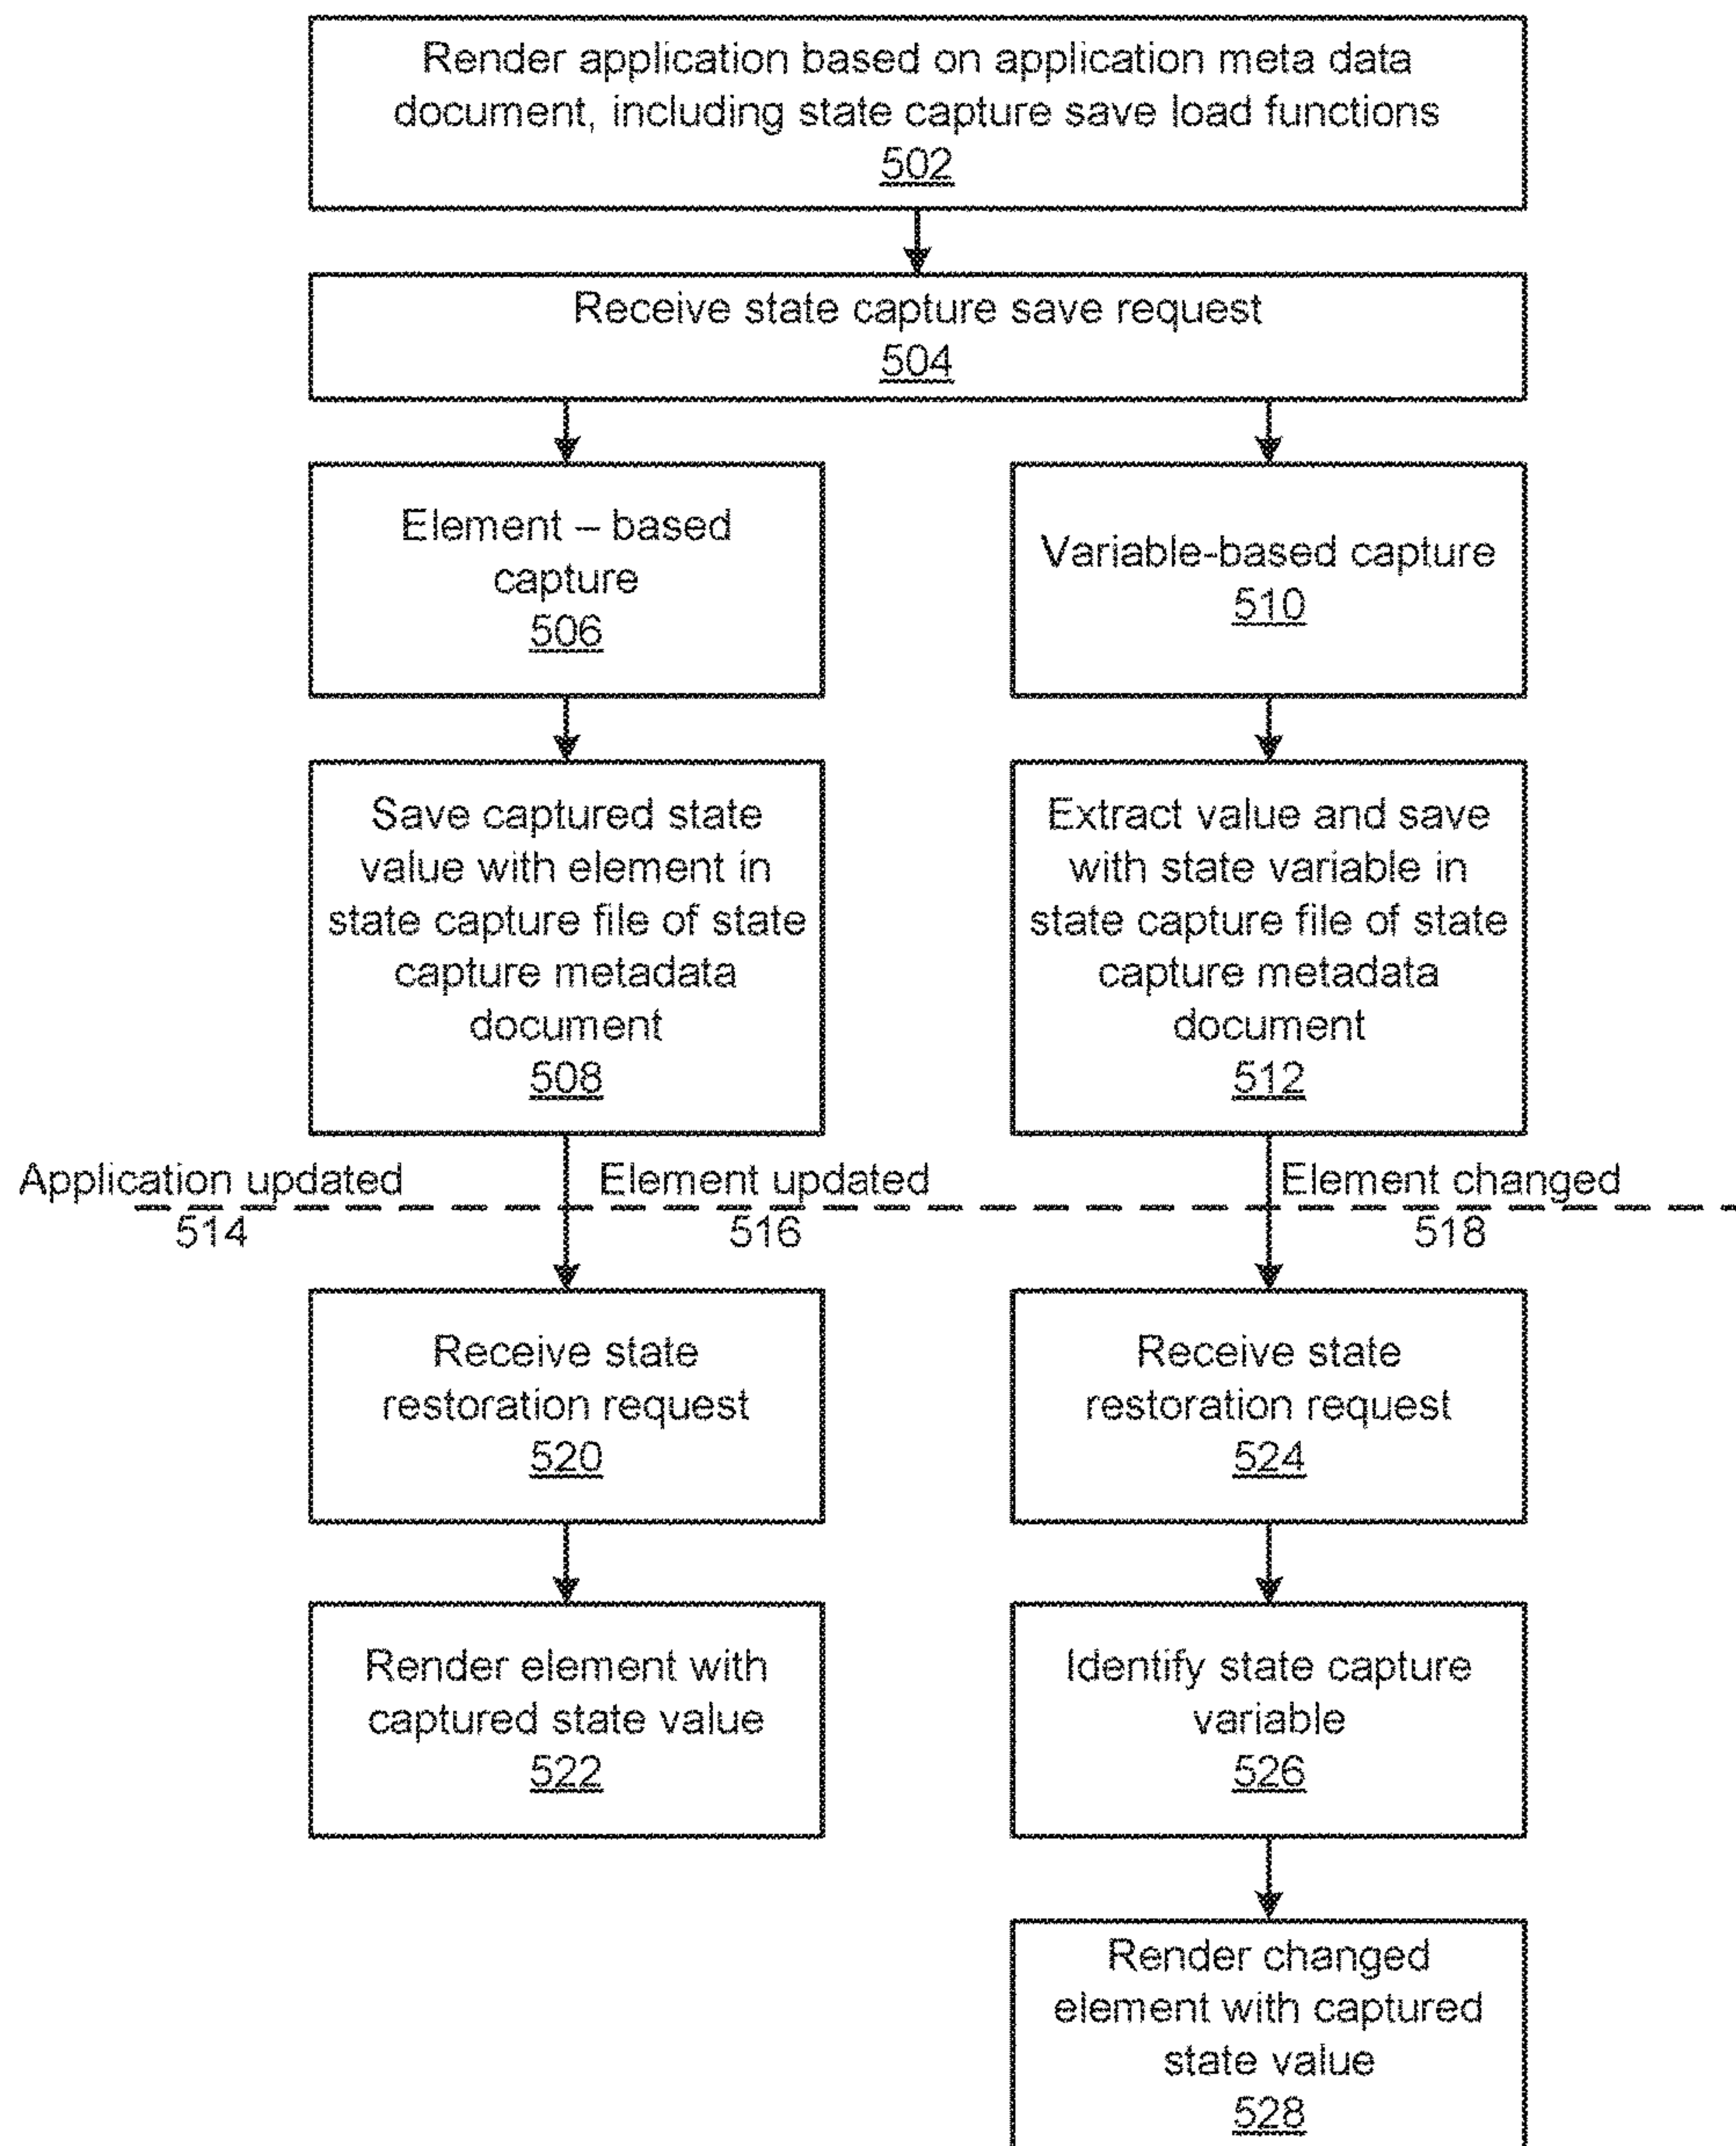 Render application based on application meta data
document, including state capture save load functions
502
Receive state capture save request
504
Element – based
capture
506
Variable-based capture
510
Save captured state
value with element in
state capture file of state
capture metadata
document
508
Extract value and save
with state variable in
state capture file of state
capture metadata
document
512
Application updated
514
Element updated
516
Element changed
518
Receive state
restoration request
520
Receive state
restoration request
524
Render element with
captured state value
522
Identify state capture
variable
526
Render changed
element with captured
state value
528